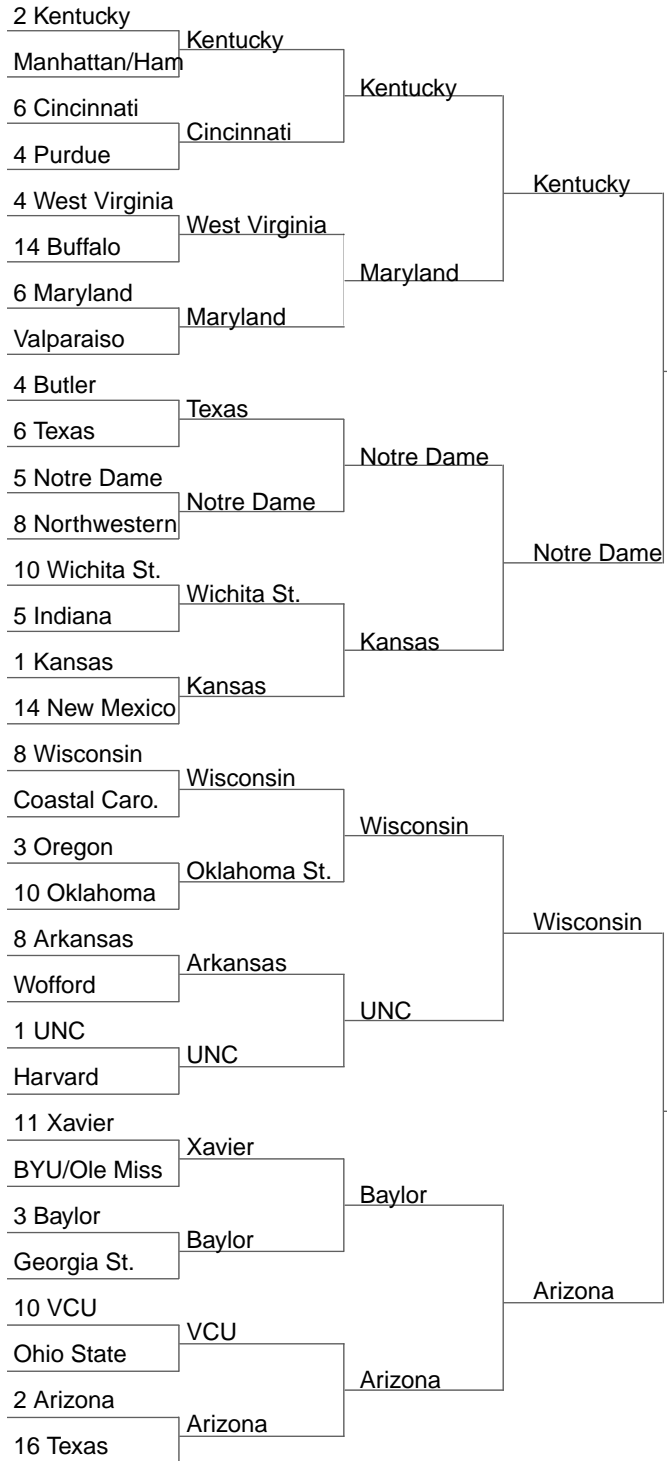 2 Kentucky
Manhattan/Ham
6 Cincinnati
4 Purdue
4 West Virginia
14 Buffalo
6 Maryland
Valparaiso
4 Butler
6 Texas
5 Notre Dame
8 Northwestern
10 Wichita St.
5 Indiana
1 Kansas
14 New Mexico
8 Wisconsin
Coastal Caro.
3 Oregon
10 Oklahoma
8 Arkansas
Wofford
1 UNC
Harvard
11 Xavier
BYU/Ole Miss
3 Baylor
Georgia St.
10 VCU
Ohio State
2 Arizona
16 Texas
Kentucky
Cincinnati
West Virginia
Maryland
Texas
Notre Dame
Wichita St.
Kansas
Wisconsin
Oklahoma St.
Arkansas
UNC
Xavier
Baylor
VCU
Arizona
Kentucky
Maryland
Notre Dame
Kansas
Wisconsin
UNC
Baylor
Arizona
Kentucky
Notre Dame
Wisconsin
Arizona